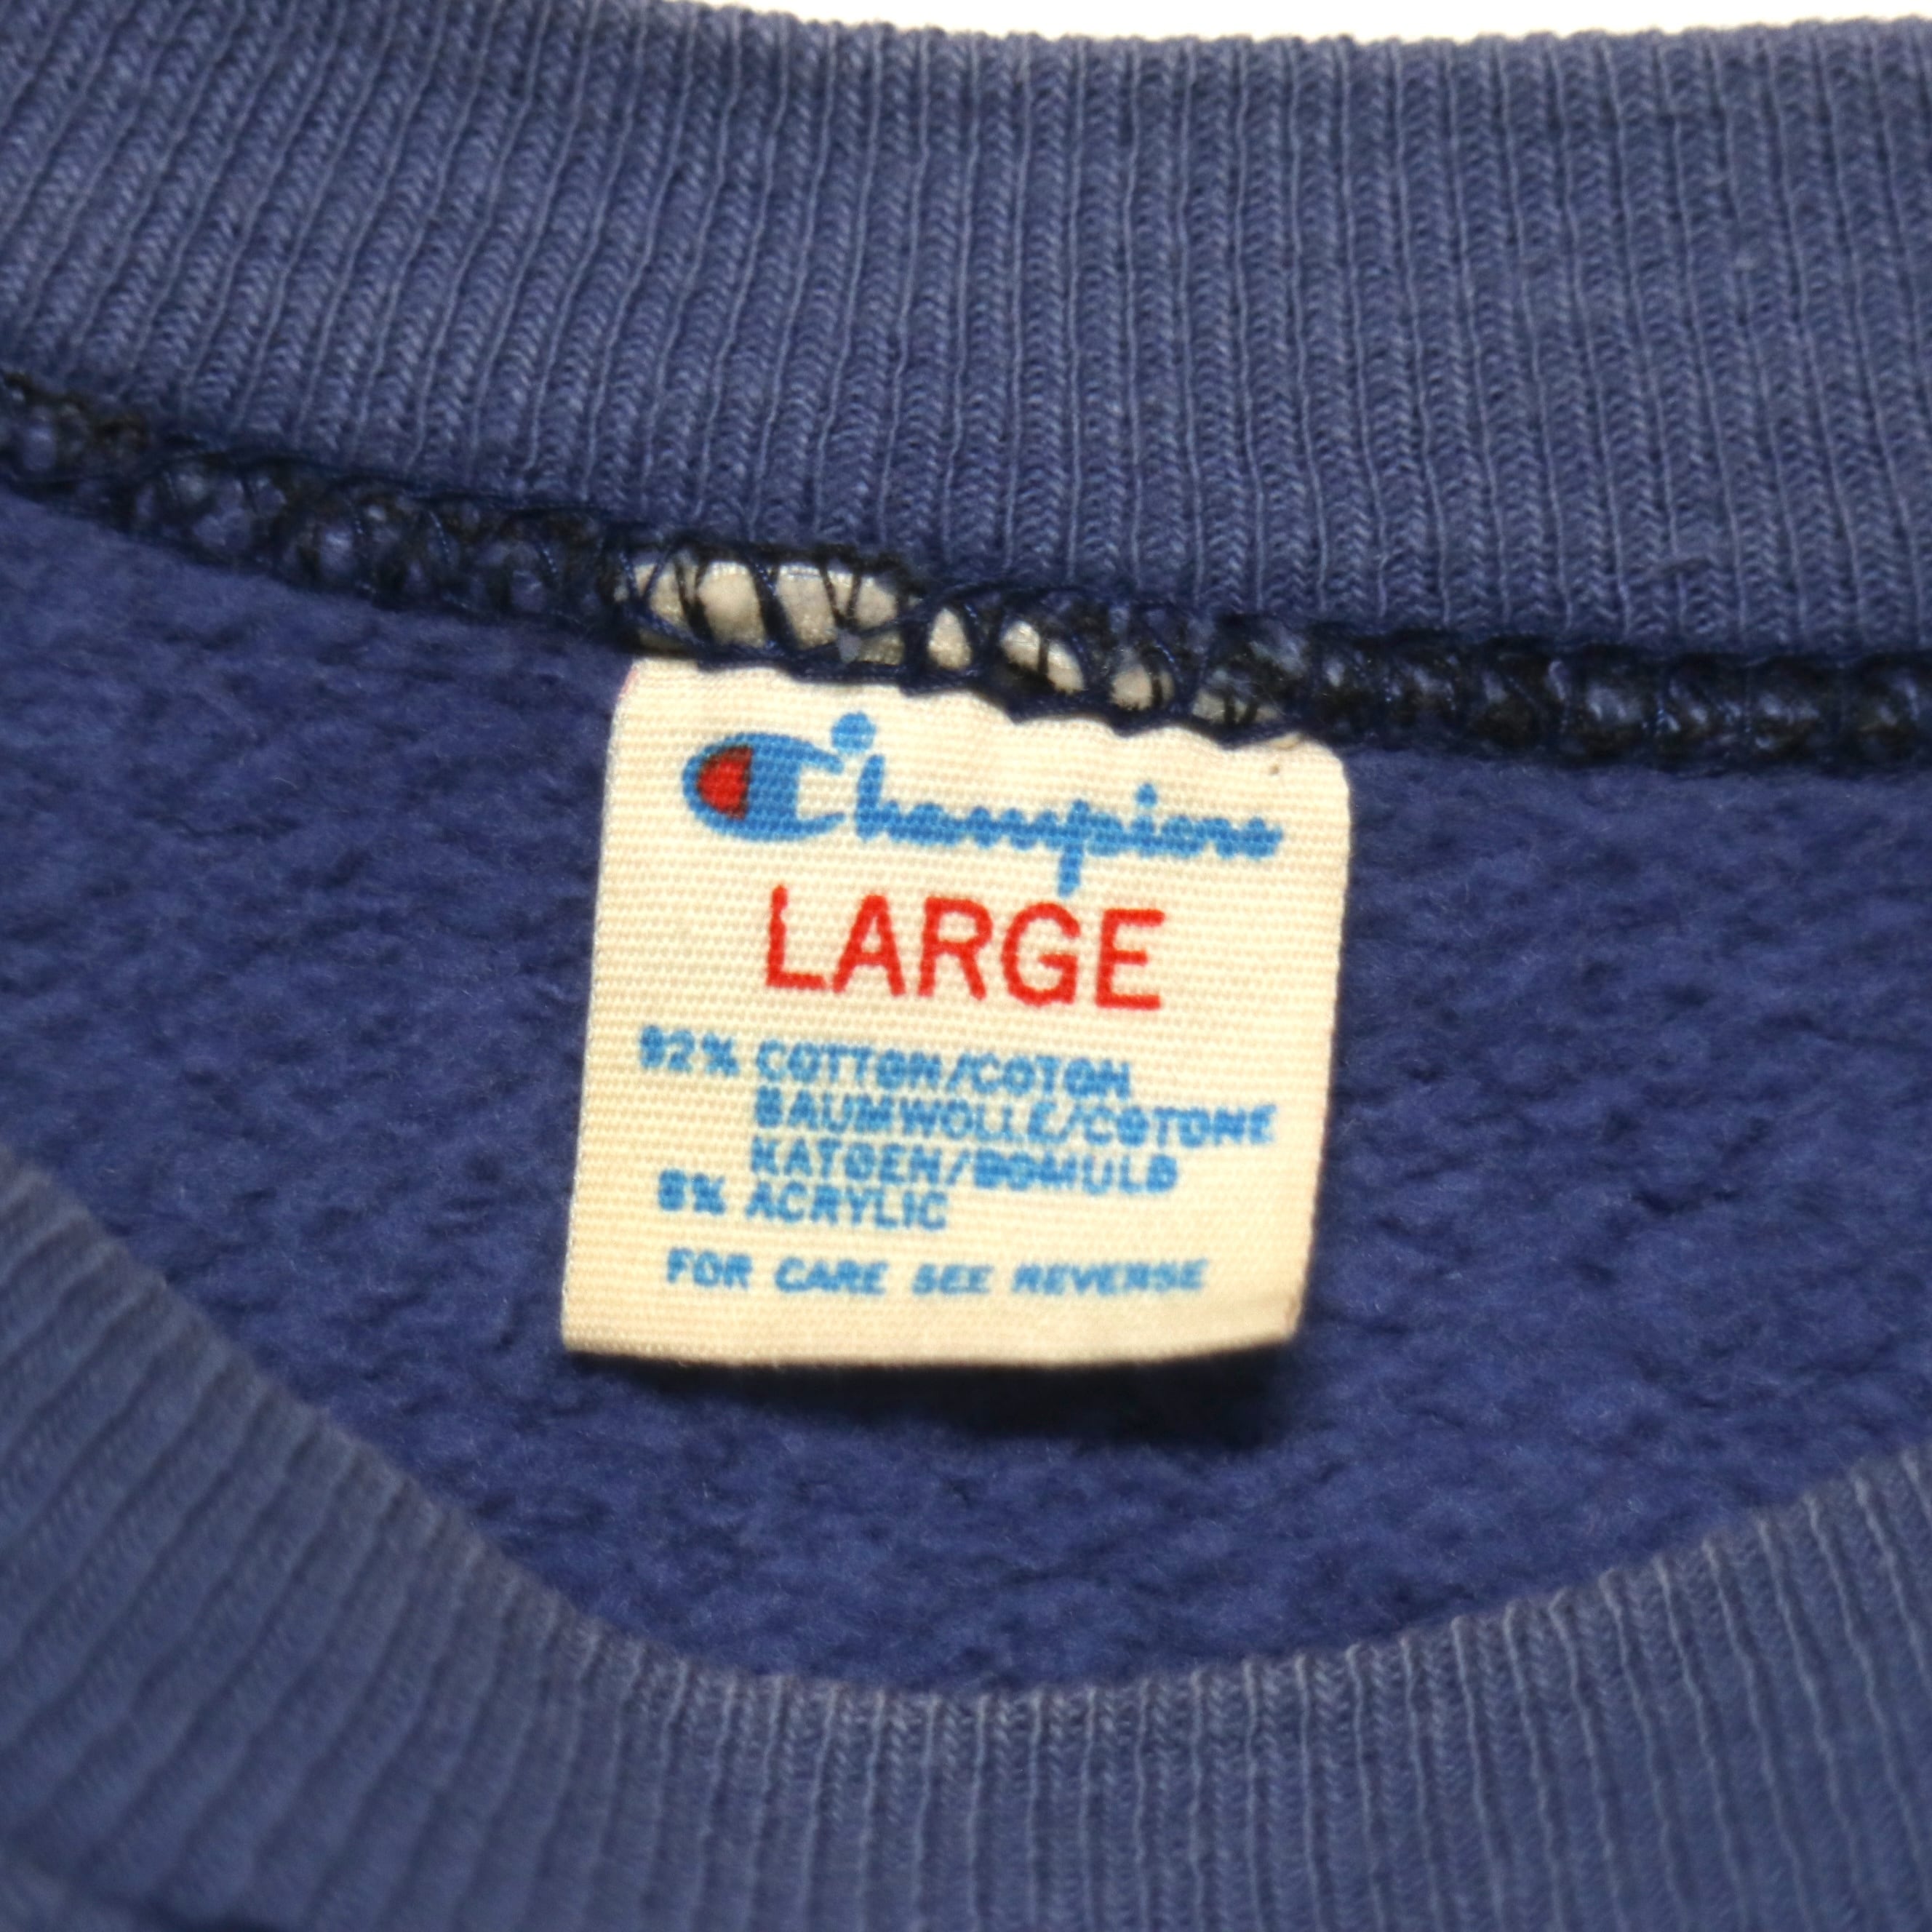 Champion
LARGE
92% COTTON/COTON
BAUMWOLLE/COTONE
KATOEN/BOMULD
8% ACRYLIC
FOR CARE SEE REVERSE